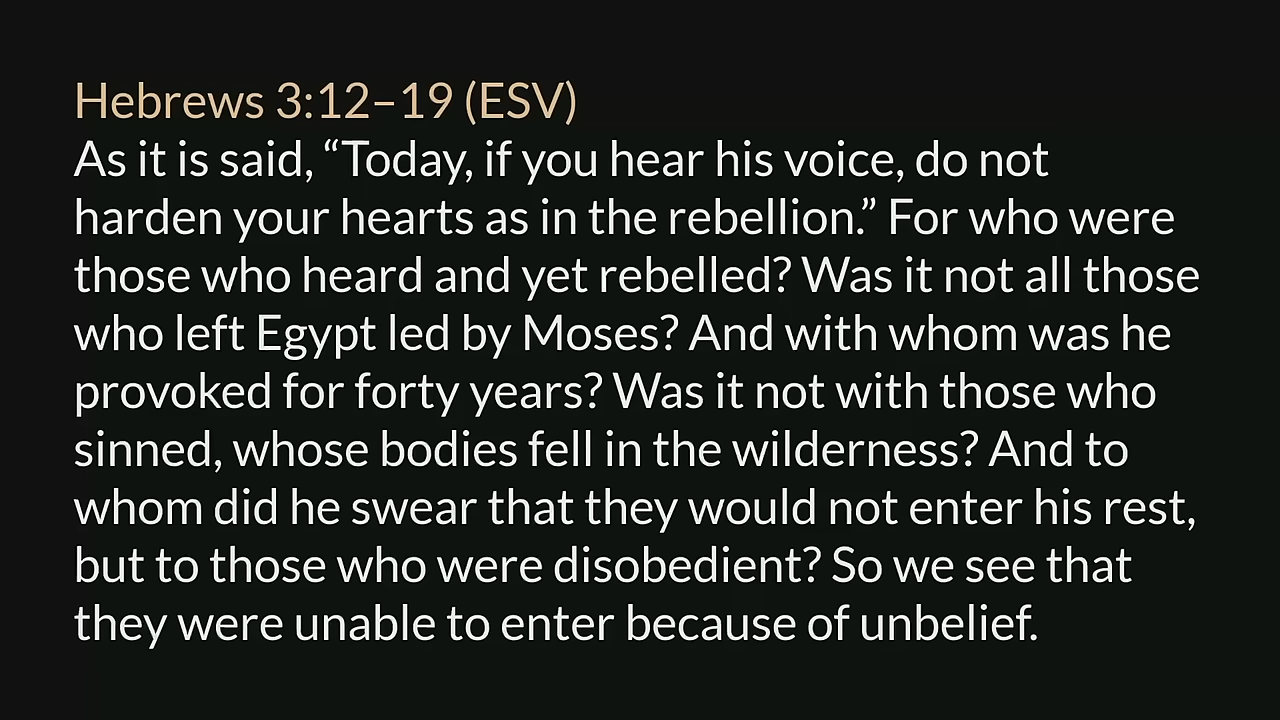 Hebrews 3:12–19 (ESV)
As it is said, “Today, if you hear his voice, do not
harden your hearts as in the rebellion.” For who were
those who heard and yet rebelled? Was it not all those
who left Egypt led by Moses? And with whom was he
provoked for forty years? Was it not with those who
sinned, whose bodies fell in the wilderness? And to
whom did he swear that they would not enter his rest,
but to those who were disobedient? So we see that
they were unable to enter because of unbelief.